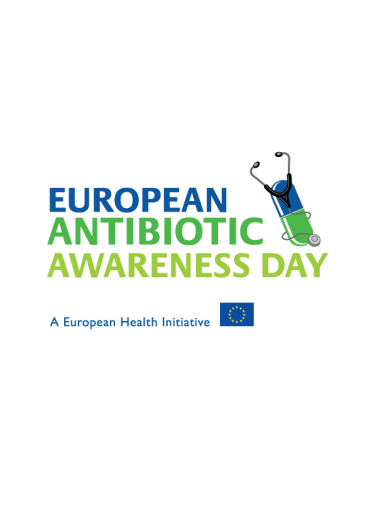 EUROPEAN
ANTIBIOTIC
AWARENESS DAY
A European Health Initiative